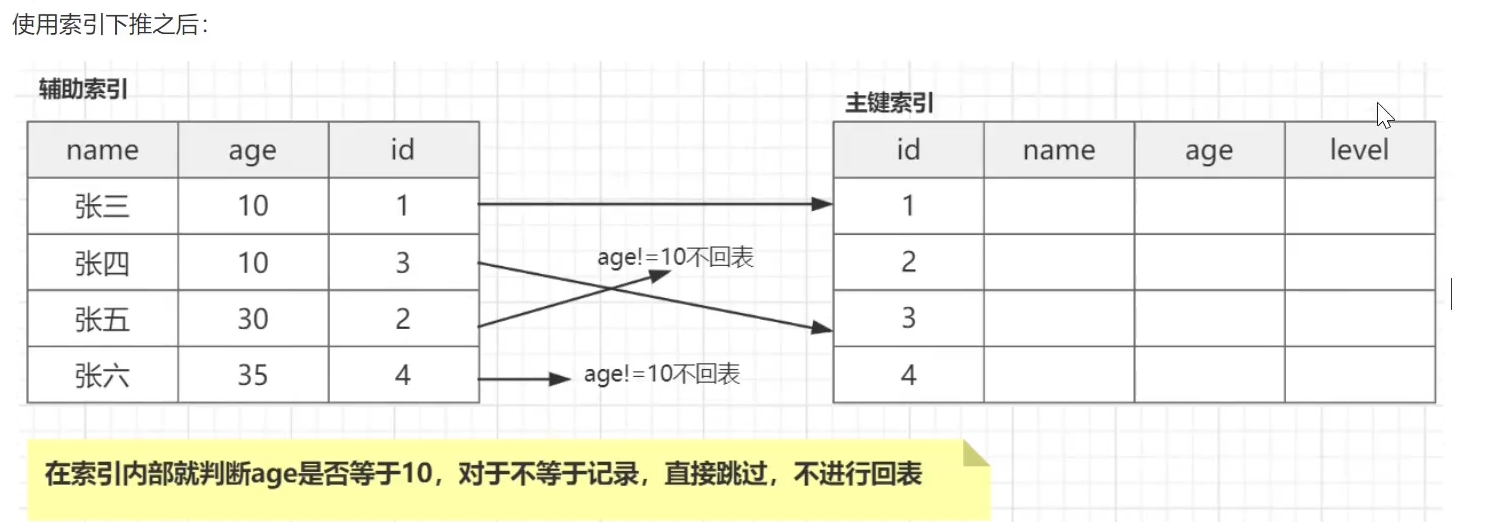 使用索引下推之后：
辅助索引
主键索引
name age id
id name age level
张三 10 1
1
张四 10 3
age!=10不回表
2
张五 30 2
3
张六 35 4
age!=10不回表
4
在索引内部就判断age是否等于10，对于不等于记录，直接跳过，不进行回表